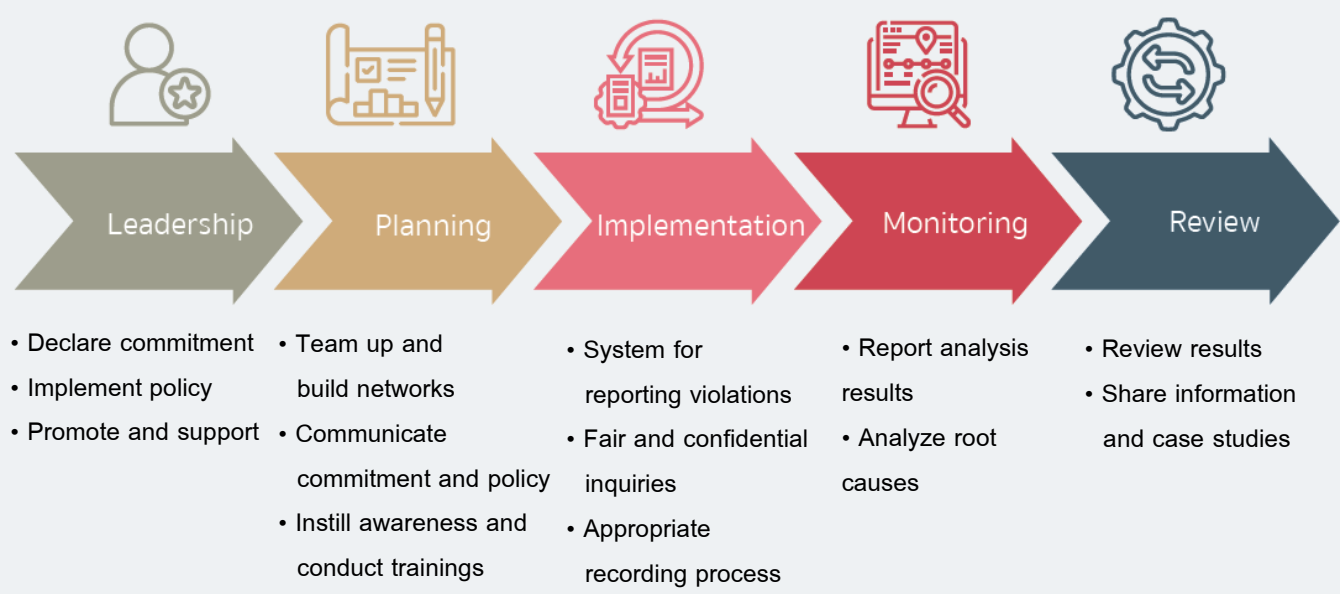 Leadership
Planning
Implementation
Monitoring
Review
• Declare commitment
• Implement policy
• Promote and support
• Team up and
build networks
• Communicate
commitment and policy
• Instill awareness and
conduct trainings
• System for
reporting violations
• Fair and confidential
inquiries
• Appropriate
recording process
• Report analysis
results
• Analyze root
causes
• Review results
• Share information
and case studies